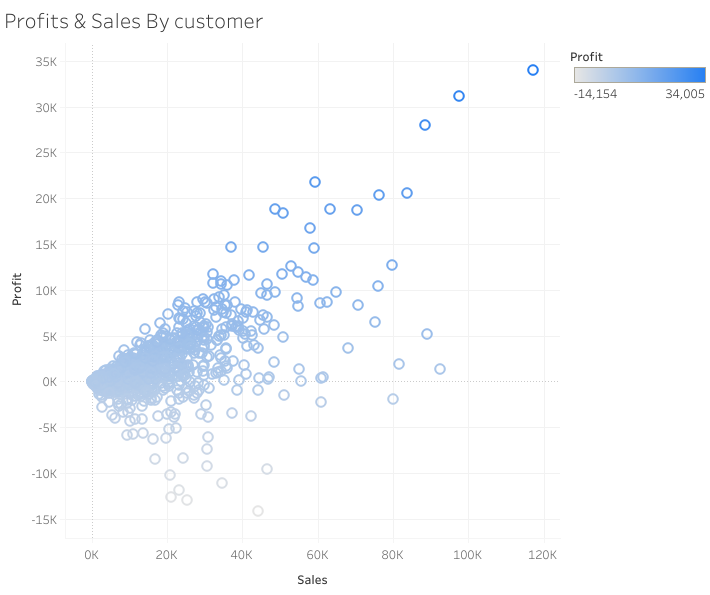 Profits & Sales By customer
Profit
-14,154 34,005
35K
30K
25K
20K
15K
10K
5K
0K
-5K
-10K
-15K
Profit
0K 20K 40K 60K 80K 100K 120K
Sales